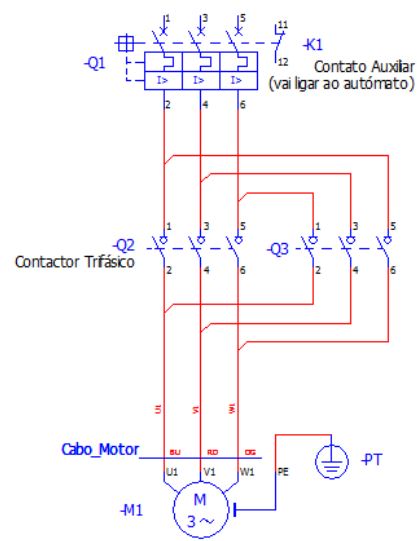 1 3 5 11
-K1
-Q1
12
Contato Auxiliar
(vai ligar ao autómato)
I> I> I>
2 4 6
1 3 5 1 3 5
-Q2 -Q3
Contactor Trifásico
2 4 6 2 4 6
U1 V1 W1
Cabo_Motor
BU RD OG
U1 V1 W1 PE
-PT
-M1
M
3 ~